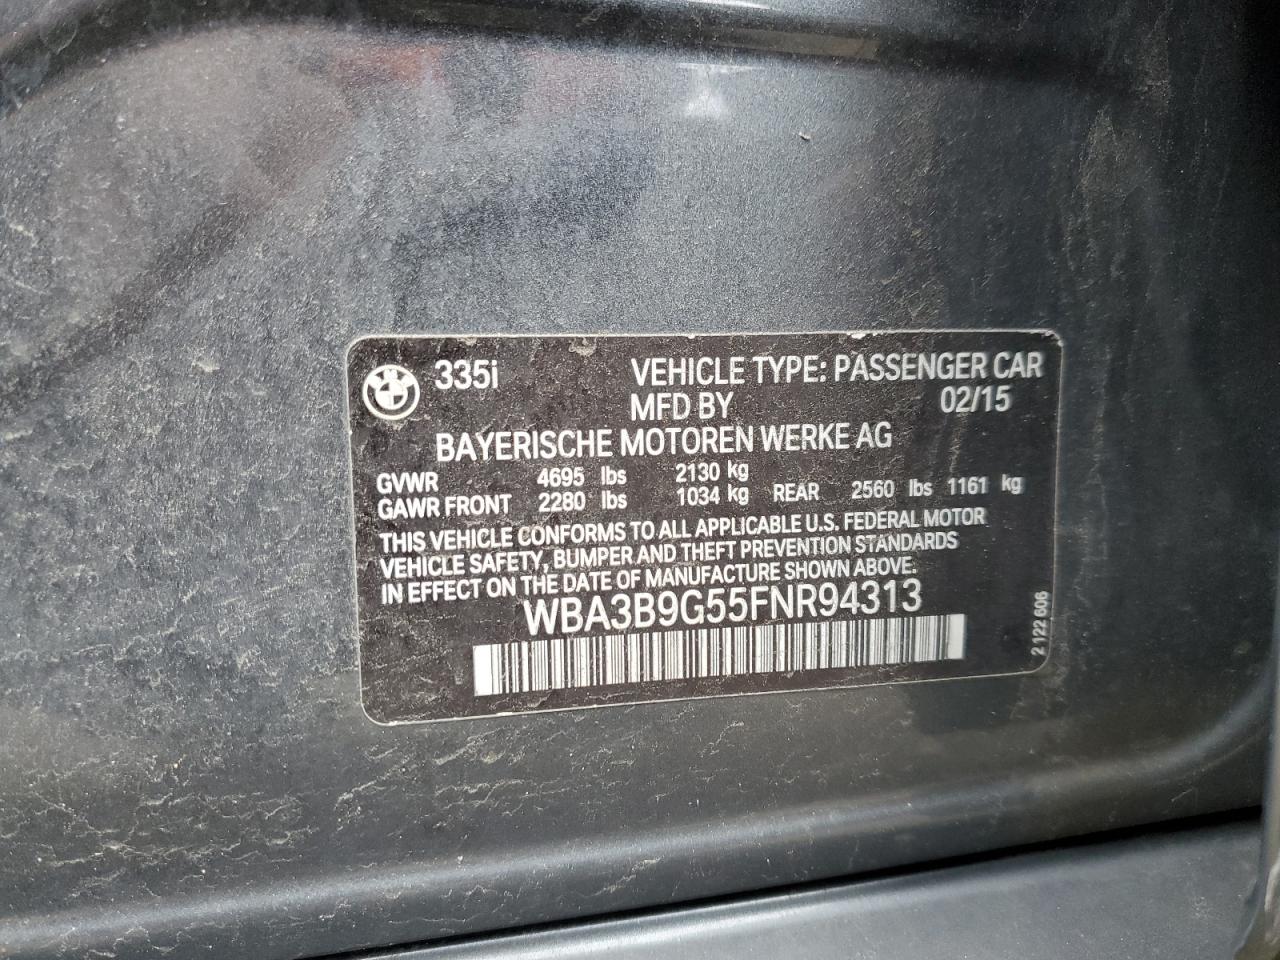 335i VEHICLE TYPE: PASSENGER CAR
MFD BY 02/15
BAYERISCHE MOTOREN WERKE AG
GVWR 4695 lbs 2130 kg
GAWR FRONT 2280 lbs 1034 kg REAR 2560 lbs 1161 kg
THIS VEHICLE CONFORMS TO ALL APPLICABLE U.S. FEDERAL MOTOR
VEHICLE SAFETY, BUMPER AND THEFT PREVENTION STANDARDS
IN EFFECT ON THE DATE OF MANUFACTURE SHOWN ABOVE.
WBA3B9G55FNR94313
2 122 606